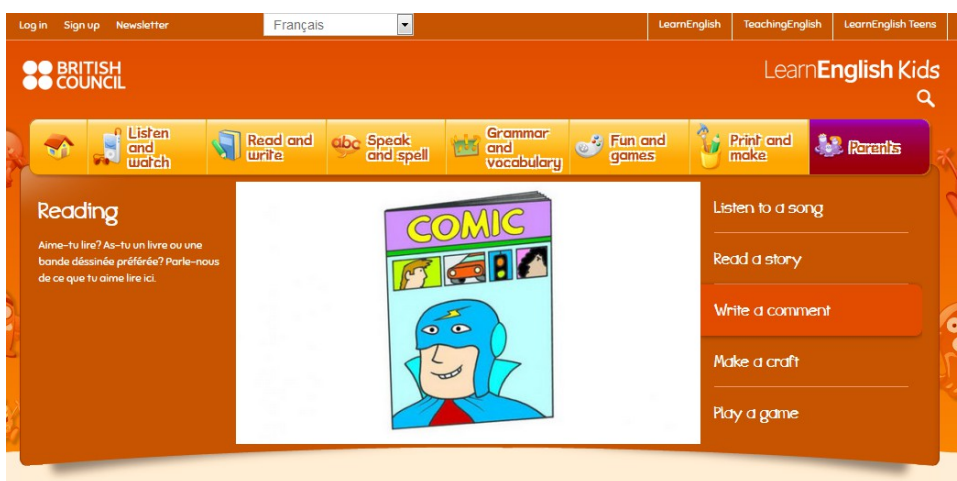 Log in Sign up Newsletter Français LearnEnglish TeachingEnglish LearnEnglish Teens
BRITISH
COUNCIL
LearnEnglish Kids
Listen
and
watch
Read and
write
abc
Speak
and spell
Grammar
and
vocabulary
Fun and
games
Print and
make
Parents
Reading
Aime-tu lire? As-tu un livre ou une
bande déssinée préférée? Parle-nous
de ce que tu aime lire ici.
COMIC
Listen to a song
Read a story
Write a comment
Make a craft
Play a game